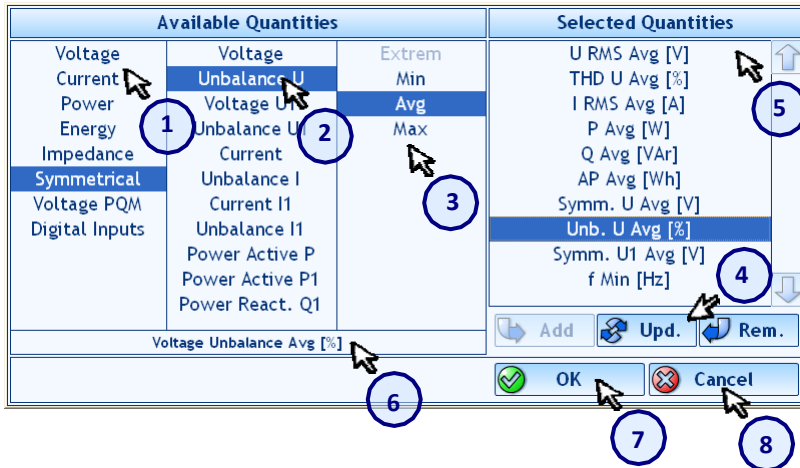 Available Quantities
Selected Quantities
Voltage
Current
Power
Energy
Impedance
Symmetrical
Voltage PQM
Digital Inputs
Voltage
Unbalance U
Voltage U1
Unbalance U1
Current
Unbalance I
Current I1
Unbalance I1
Power Active P
Power Active P1
Power React. Q1
Extrem
Min
Avg
Max
U RMS Avg [V]
THD U Avg [%]
I RMS Avg [A]
P Avg [W]
Q Avg [VAr]
AP Avg [Wh]
Symm. U Avg [V]
Unb. U Avg [%]
Symm. U1 Avg [V]
f Min [Hz]
Add
Upd.
Rem.
Voltage Unbalance Avg [%]
OK
Cancel
1
2
3
4
5
6
7
8